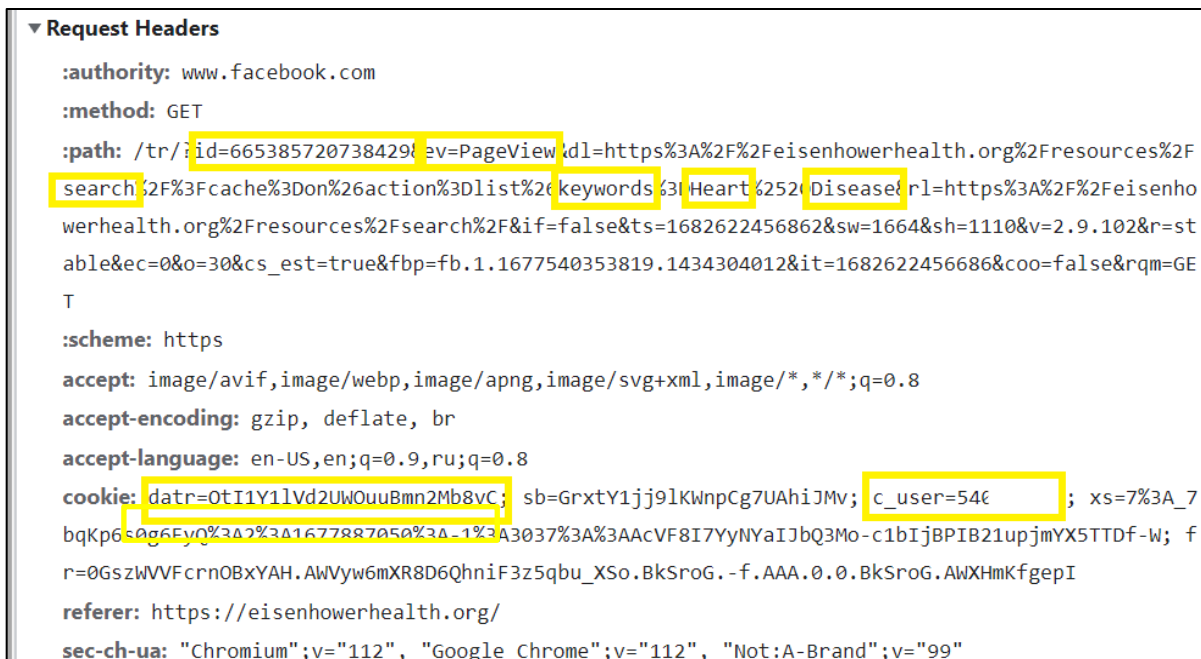 ▼ Request Headers
:authority: www.facebook.com
:method: GET
:path: /tr/?id=665385720738429&ev=PageView&dl=https%3A%2F%2Feisenhowerhealth.org%2Fresources%2F
search%2F%3Fcache%3Don%26action%3Dlist%26keywords%3DHeart%2520Disease&rl=https%3A%2F%2Feisenho
werhealth.org%2Fresources%2Fsearch%2F&if=false&ts=1682622456862&sw=1664&sh=1110&v=2.9.102&r=st
able&ec=0&o=30&cs_est=true&fbp=fb.1.1677540353819.1434304012&it=1682622456686&coo=false&rqm=GE
T
:scheme: https
accept: image/avif,image/webp,image/apng,image/svg+xml,image/*,*/*;q=0.8
accept-encoding: gzip, deflate, br
accept-language: en-US,en;q=0.9,ru;q=0.8
cookie: datr=OtI1Y1lVd2UWOuuBmn2Mb8vC; sb=GrxtY1jj9lKWnpCg7UAhiJMv; c_user=540 ; xs=7%3A_7
bqKp6s0g6EyQ%3A2%3A1677887050%3A-1%3A3037%3A%3AAcVF8I7YyNYaIJbQ3Mo-c1bIjBPIB21upjmYX5TTDf-W; f
r=0GszWVVFcrnOBxYAH.AWVyw6mXR8D6QhniF3z5qbu_XSo.BkSroG.-f.AAA.0.0.BkSroG.AWXHmKfgepI
referer: https://eisenhowerhealth.org/
sec-ch-ua: "Chromium";v="112", "Google Chrome";v="112", "Not:A-Brand";v="99"